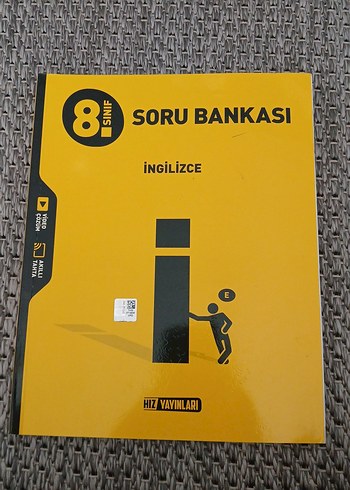 8.
SINIF
SORU BANKASI
İNGİLİZCE
VİDEO
ÇÖZÜM
AKILLI
TAHTA
i
E
HIZ YAYINLARI